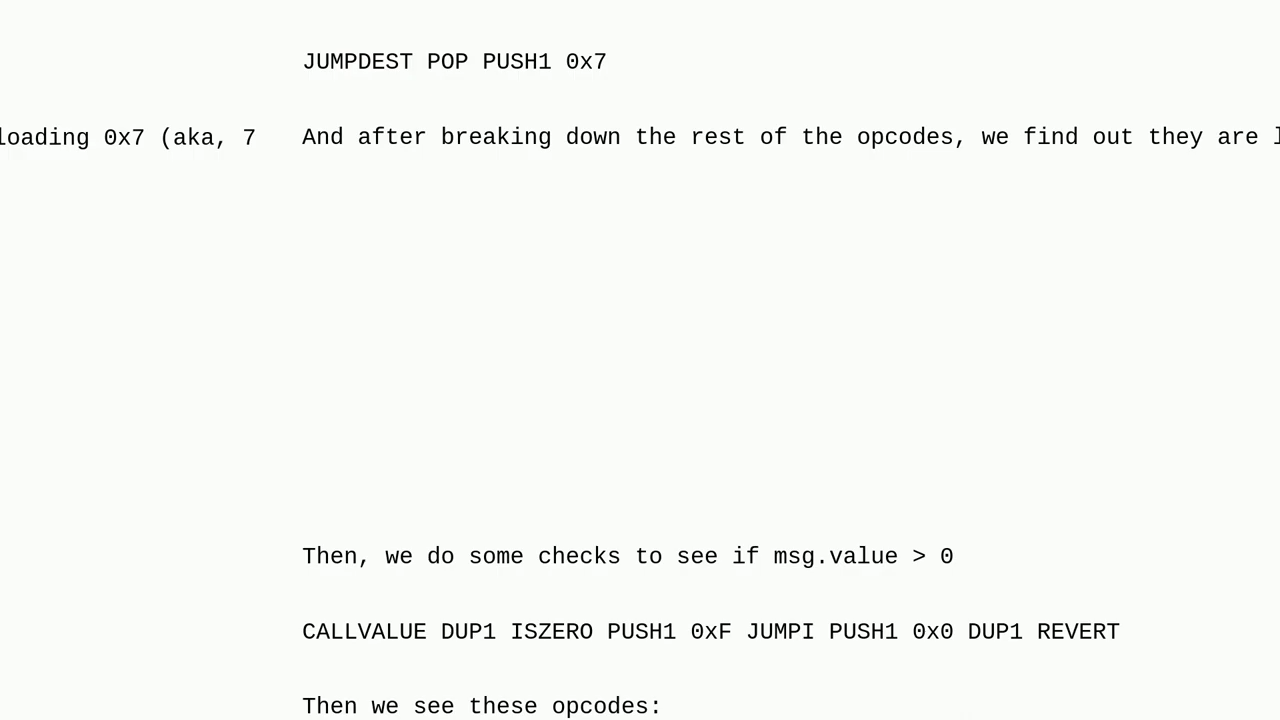 JUMPDEST POP PUSH1 0x7
loading 0x7 (aka, 7
And after breaking down the rest of the opcodes, we find out they are l
Then, we do some checks to see if msg.value > 0
CALLVALUE DUP1 ISZERO PUSH1 0xF JUMPI PUSH1 0x0 DUP1 REVERT
Then we see these opcodes: